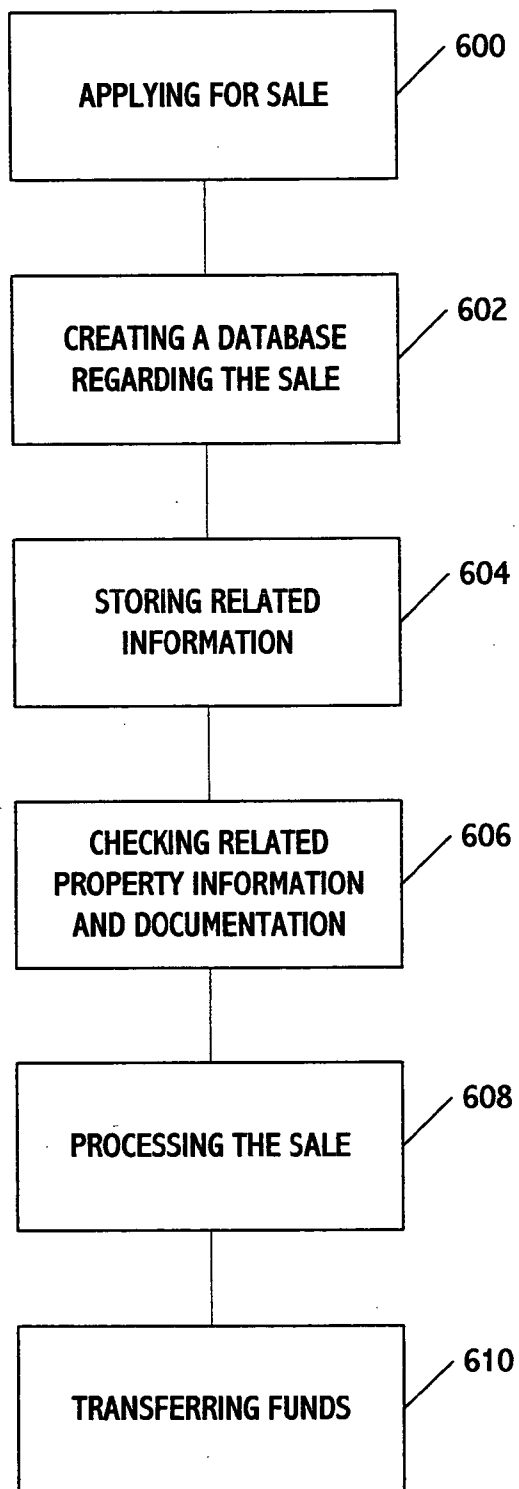 600
APPLYING FOR SALE
602
CREATING A DATABASE
REGARDING THE SALE
604
STORING RELATED
INFORMATION
606
CHECKING RELATED
PROPERTY INFORMATION
AND DOCUMENTATION
608
PROCESSING THE SALE
610
TRANSFERRING FUNDS